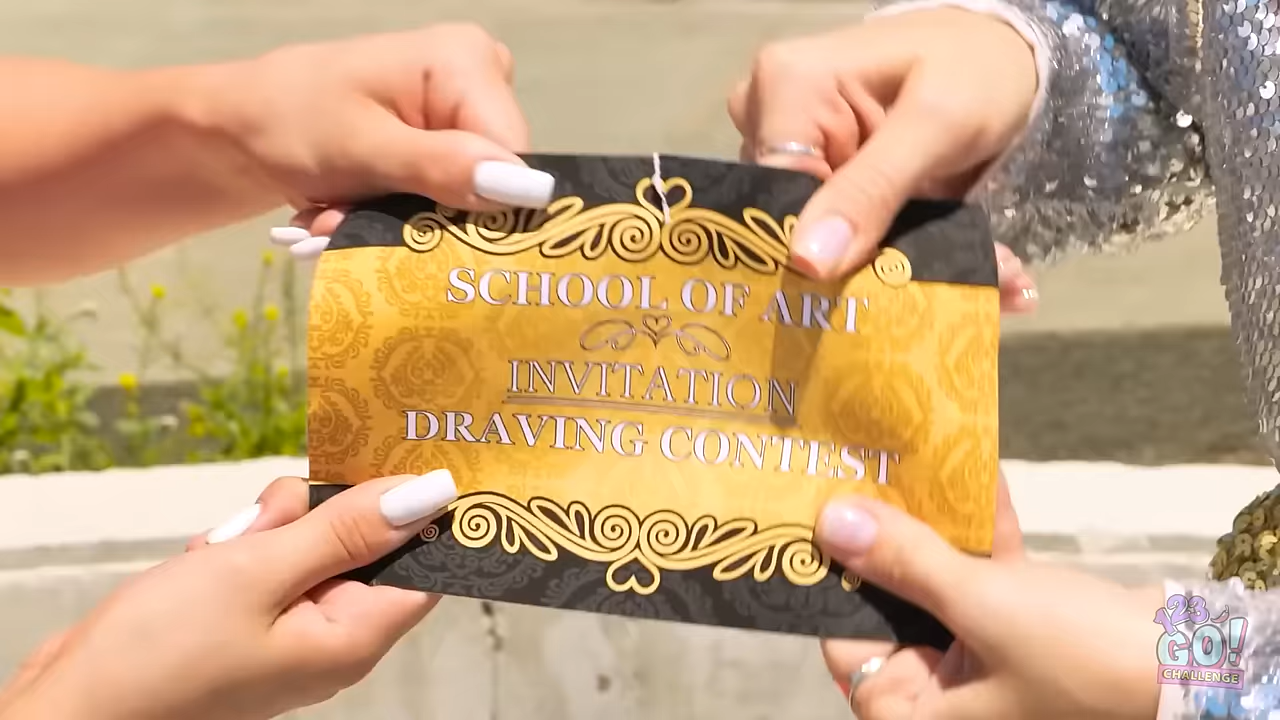 SCHOOL OF ART
INVITATION
DRAVING CONTEST
123
GO!
CHALLENGE